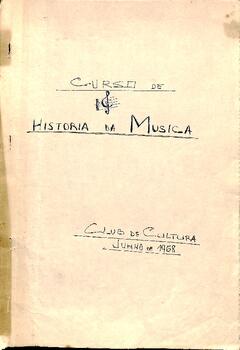 CURSO DE
HISTORIA DA MUSICA
CLUB DE CULTURA
JUNHO DE 1968